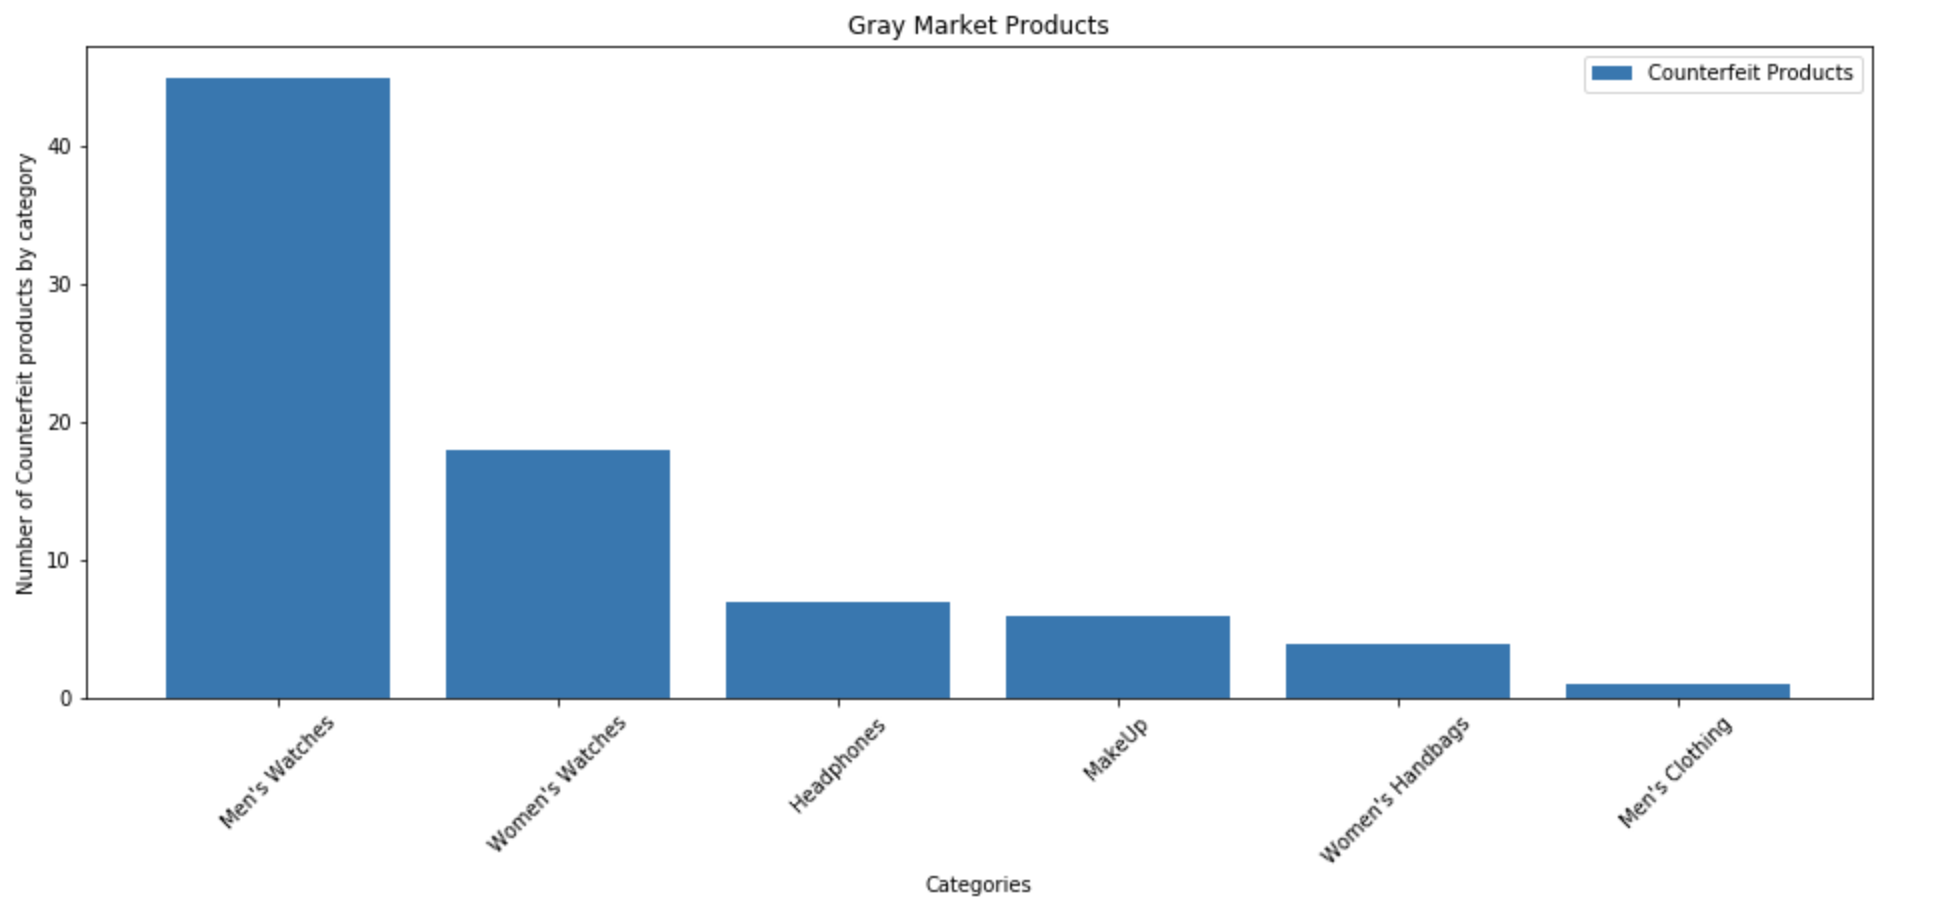 Gray Market Products
Counterfeit Products
Number of Counterfeit products by category
40
30
20
10
0
Men's Watches
Women's Watches
Headphones
MakeUp
Women's Handbags
Men's Clothing
Categories